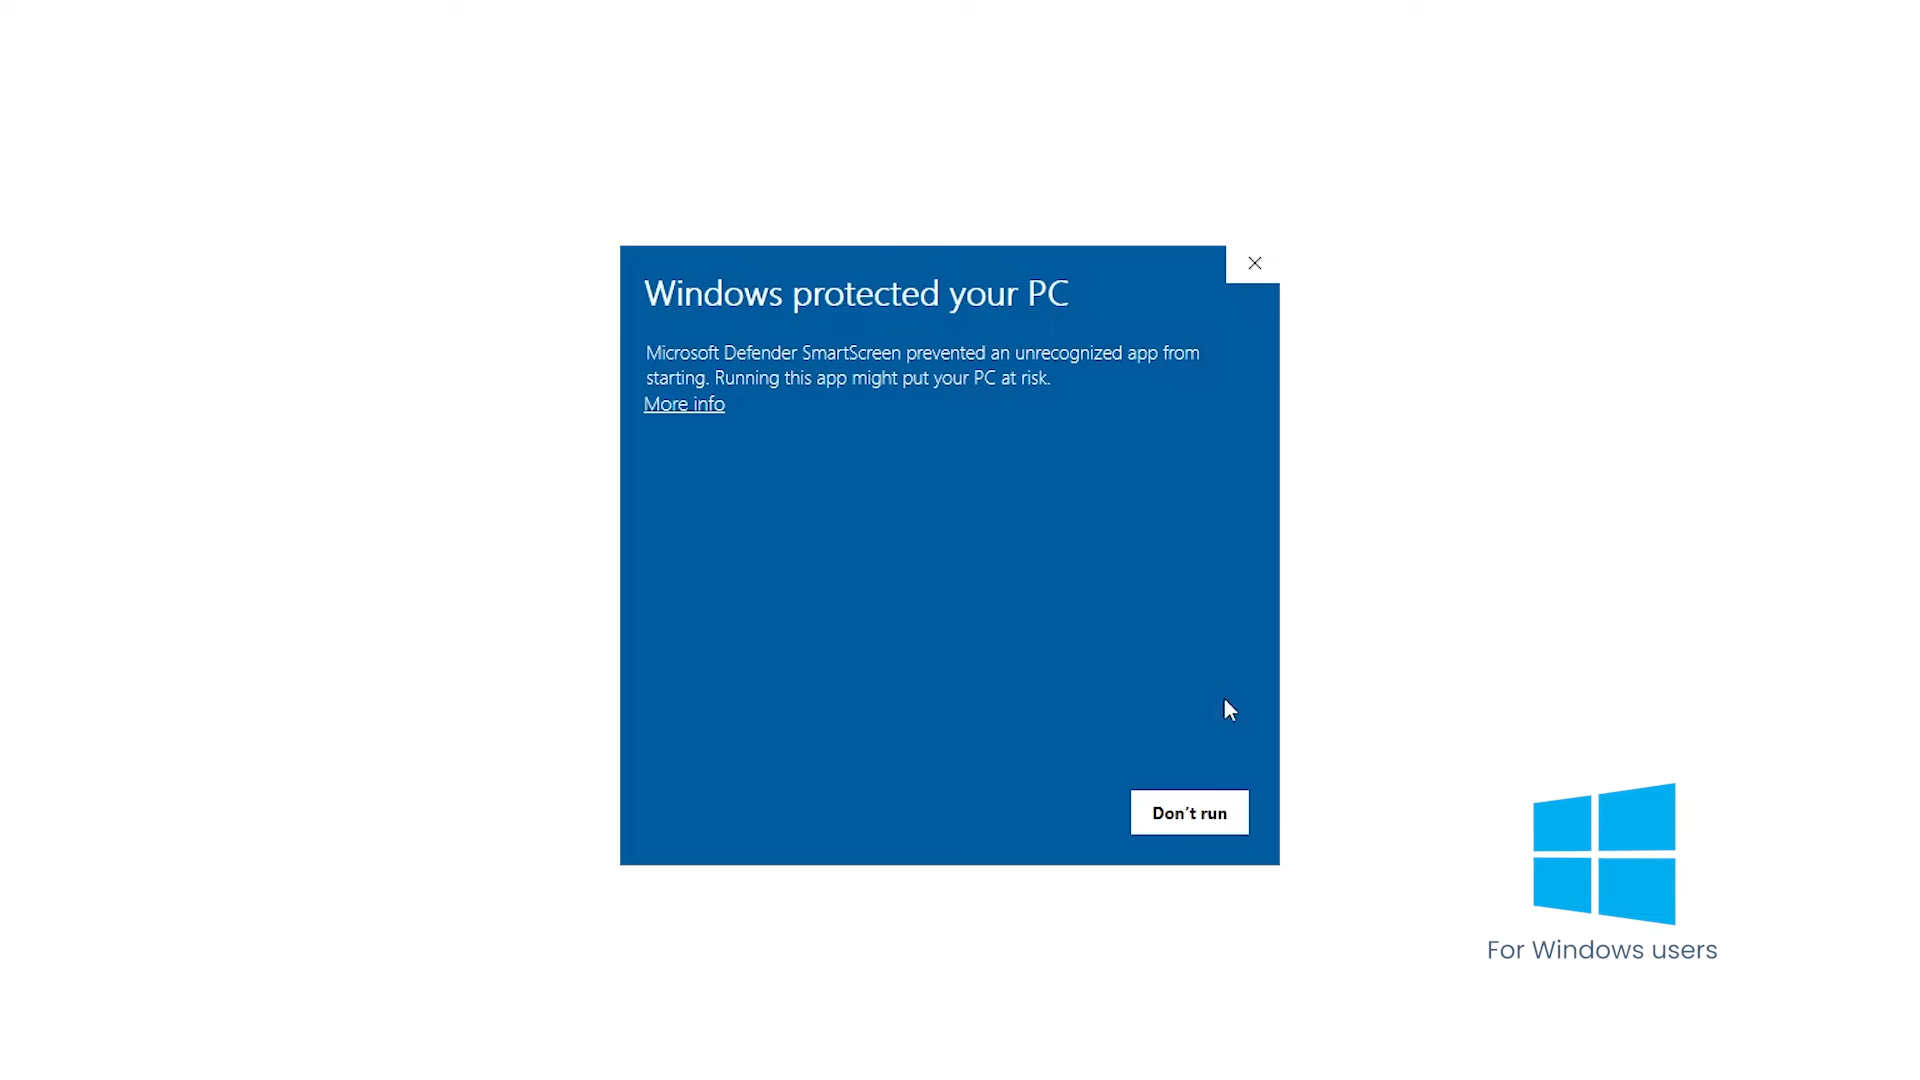 Windows protected your PC
Microsoft Defender SmartScreen prevented an unrecognized app from
starting. Running this app might put your PC at risk.
More info
Don't run
For Windows users